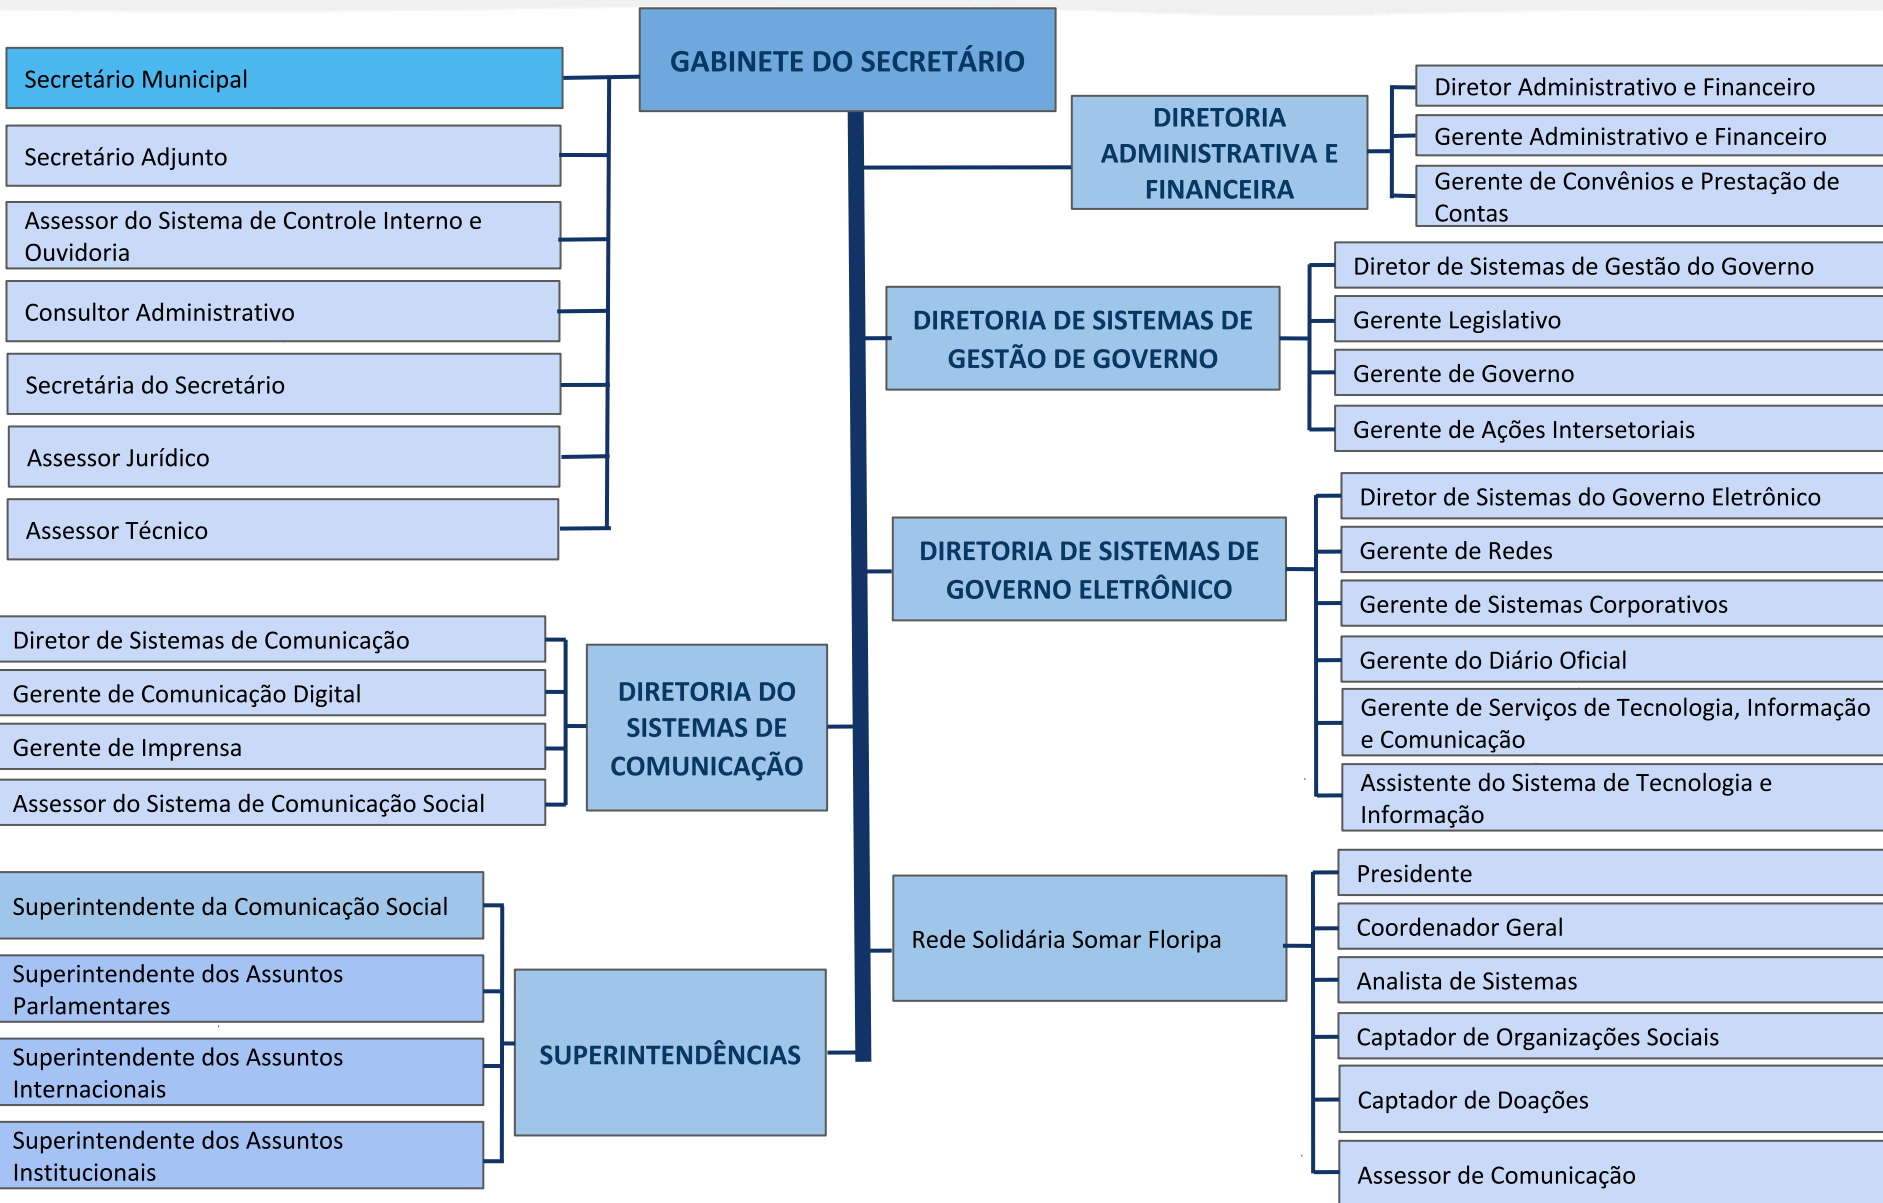 GABINETE DO SECRETÁRIO
Secretário Municipal
Secretário Adjunto
Assessor do Sistema de Controle Interno e
Ouvidoria
Consultor Administrativo
Secretária do Secretário
Assessor Jurídico
Assessor Técnico
DIRETORIA
ADMINISTRATIVA E
FINANCEIRA
Diretor Administrativo e Financeiro
Gerente Administrativo e Financeiro
Gerente de Convênios e Prestação de
Contas
DIRETORIA DE SISTEMAS DE
GESTÃO DE GOVERNO
Diretor de Sistemas de Gestão do Governo
Gerente Legislativo
Gerente de Governo
Gerente de Ações Intersetoriais
DIRETORIA DE SISTEMAS DE
GOVERNO ELETRÔNICO
Diretor de Sistemas do Governo Eletrônico
Gerente de Redes
Gerente de Sistemas Corporativos
Gerente do Diário Oficial
Gerente de Serviços de Tecnologia, Informação
e Comunicação
Assistente do Sistema de Tecnologia e
Informação
Diretor de Sistemas de Comunicação
Gerente de Comunicação Digital
Gerente de Imprensa
Assessor do Sistema de Comunicação Social
DIRETORIA DO
SISTEMAS DE
COMUNICAÇÃO
Superintendente da Comunicação Social
Superintendente dos Assuntos
Parlamentares
Superintendente dos Assuntos
Internacionais
Superintendente dos Assuntos
Institucionais
SUPERINTENDÊNCIAS
Rede Solidária Somar Floripa
Presidente
Coordenador Geral
Analista de Sistemas
Captador de Organizações Sociais
Captador de Doações
Assessor de Comunicação